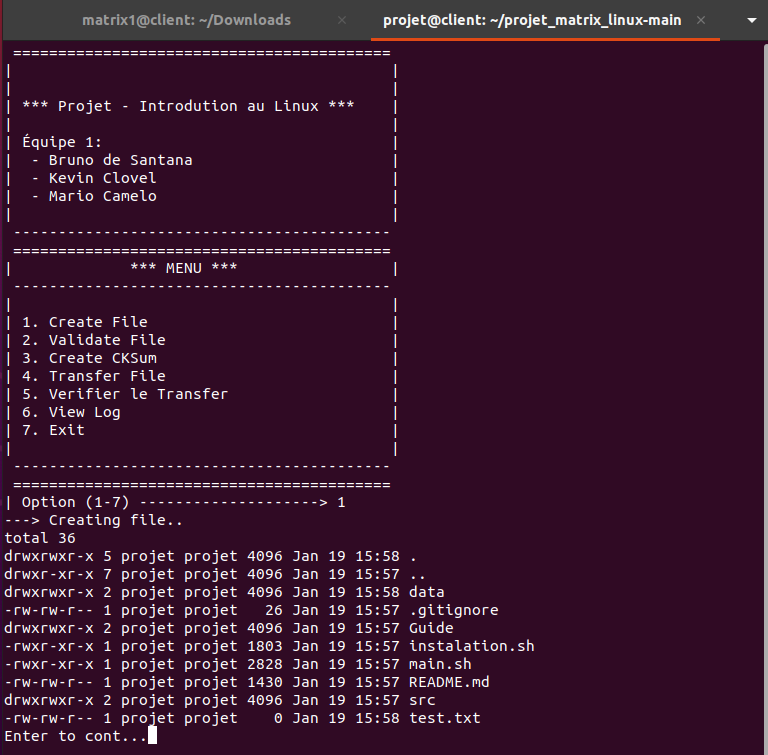 matrix1@client: ~/Downloads × projet@client: ~/projet_matrix_linux-main ×
==========================================
| |
| |
| *** Projet - Introdution au Linux *** |
| |
| Équipe 1: |
| - Bruno de Santana |
| - Kevin Clovel |
| - Mario Camelo |
| |
------------------------------------------
==========================================
| *** MENU *** |
------------------------------------------
| |
| 1. Create File |
| 2. Validate File |
| 3. Create CKSum |
| 4. Transfer File |
| 5. Verifier le Transfer |
| 6. View Log |
| 7. Exit |
| |
------------------------------------------
==========================================
| Option (1-7) --------------------> 1
---> Creating file..
total 36
drwxrwxr-x 5 projet projet 4096 Jan 19 15:58 .
drwxr-xr-x 7 projet projet 4096 Jan 19 15:57 ..
drwxrwxr-x 2 projet projet 4096 Jan 19 15:58 data
-rw-rw-r-- 1 projet projet   26 Jan 19 15:57 .gitignore
drwxrwxr-x 2 projet projet 4096 Jan 19 15:57 Guide
-rwxr-xr-x 1 projet projet 1803 Jan 19 15:57 instalation.sh
-rwxr-xr-x 1 projet projet 2828 Jan 19 15:57 main.sh
-rw-rw-r-- 1 projet projet 1430 Jan 19 15:57 README.md
drwxrwxr-x 2 projet projet 4096 Jan 19 15:57 src
-rw-rw-r-- 1 projet projet    0 Jan 19 15:58 test.txt
Enter to cont...